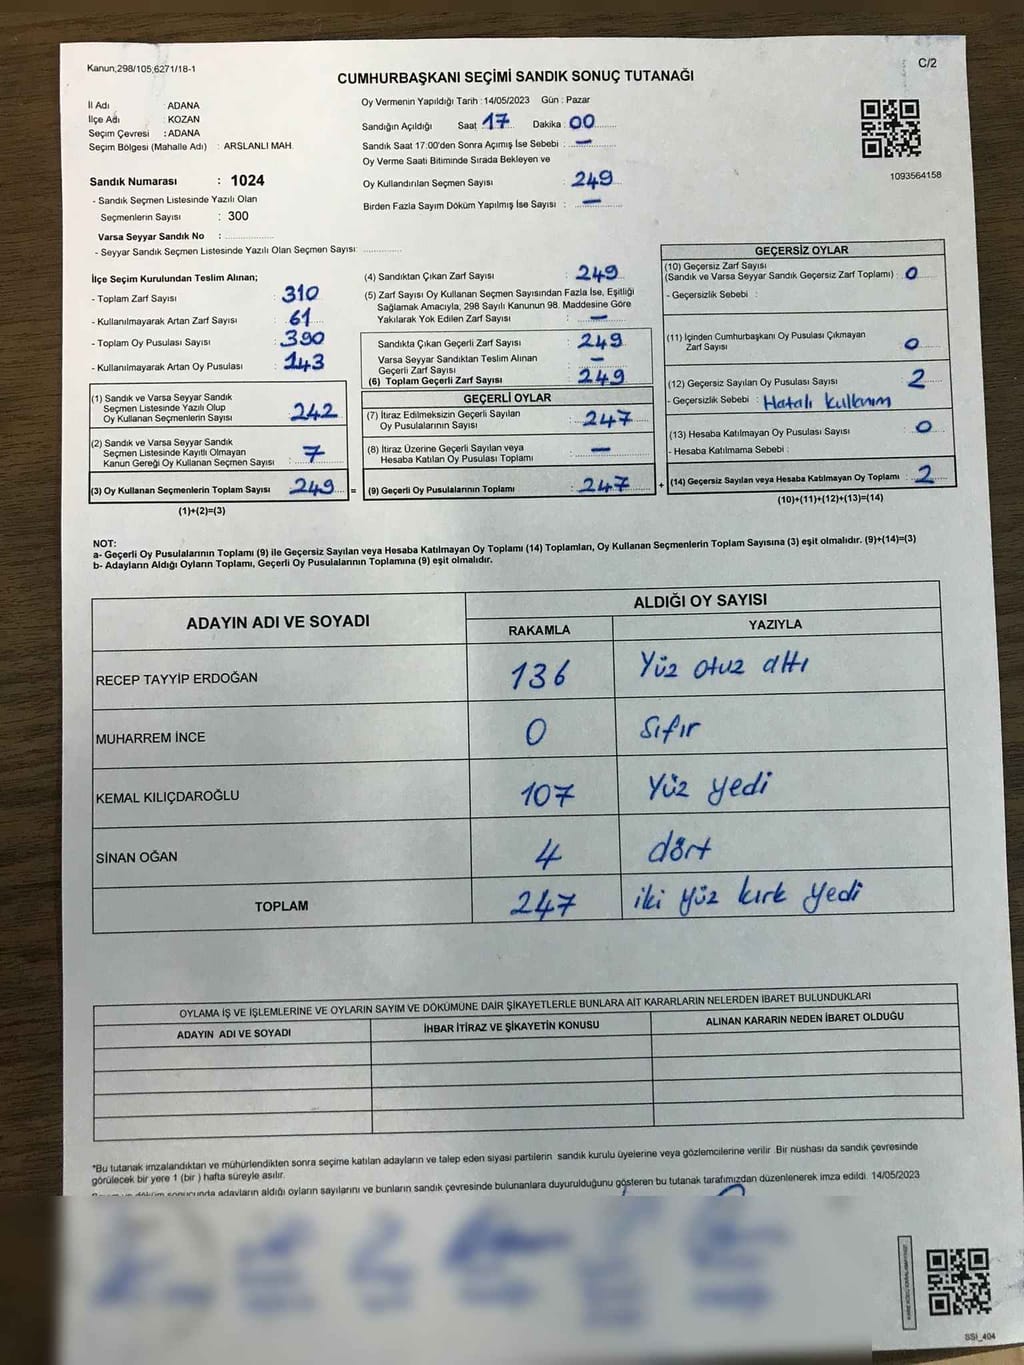 Kanun,298/105,6271/18-1
C/2
CUMHURBAŞKANI SEÇİMİ SANDIK SONUÇ TUTANAĞI
İl Adı : ADANA
İlçe Adı : KOZAN
Seçim Çevresi : ADANA
Seçim Bölgesi (Mahalle Adı) : ARSLANLI MAH.
Sandık Numarası : 1024
- Sandık Seçmen Listesinde Yazılı Olan
Seçmenlerin Sayısı : 300
Varsa Seyyar Sandık No :
- Seyyar Sandık Seçmen Listesinde Yazılı Olan Seçmen Sayısı:
Oy Vermenin Yapıldığı Tarih : 14/05/2023 Gün : Pazar
Sandığın Açıldığı Saat 17 Dakika : 00
Sandık Saat 17:00'den Sonra Açımış İse Sebebi : —
Oy Verme Saati Bitiminde Sırada Bekleyen ve
Oy Kullandırılan Seçmen Sayısı 249
Birden Fazla Sayım Döküm Yapılmış İse Sayısı : —
1093564158
İlçe Seçim Kurulundan Teslim Alınan;
- Toplam Zarf Sayısı : 310
- Kullanılmayarak Artan Zarf Sayısı : 61
- Toplam Oy Pusulası Sayısı : 390
- Kullanılmayarak Artan Oy Pusulası : 143
(1) Sandık ve Varsa Seyyar Sandık
Seçmen Listesinde Yazılı Olup
Oy Kullanan Seçmenlerin Sayısı : 242
(2) Sandık ve Varsa Seyyar Sandık
Seçmen Listesinde Kayıtlı Olmayan
Kanun Gereği Oy Kullanan Seçmen Sayısı : 7
(3) Oy Kullanan Seçmenlerin Toplam Sayısı : 249 =
(1)+(2)=(3)
(4) Sandıktan Çıkan Zarf Sayısı : 249
(5) Zarf Sayısı Oy Kullanan Seçmen Sayısından Fazla İse, Eşitliği
Sağlamak Amacıyla, 298 Sayılı Kanunun 98. Maddesine Göre
Yakılarak Yok Edilen Zarf Sayısı : —
Sandıkta Çıkan Geçerli Zarf Sayısı : 249
Varsa Seyyar Sandıktan Teslim Alınan
Geçerli Zarf Sayısı : —
(6) Toplam Geçerli Zarf Sayısı : 249
GEÇERLİ OYLAR
(7) İtiraz Edilmeksizin Geçerli Sayılan
Oy Pusulalarının Sayısı : 247
(8) İtiraz Üzerine Geçerli Sayılan veya
Hesaba Katılan Oy Pusulası Toplamı : —
(9) Geçerli Oy Pusulalarının Toplamı : 247 +
GEÇERSİZ OYLAR
(10) Geçersiz Zarf Sayısı
(Sandık ve Varsa Seyyar Sandık Geçersiz Zarf Toplamı) : 0
- Geçersizlik Sebebi :
(11) İçinden Cumhurbaşkanı Oy Pusulası Çıkmayan
Zarf Sayısı : 0
(12) Geçersiz Sayılan Oy Pusulası Sayısı : 2
- Geçersizlik Sebebi : Hatalı kullanım
(13) Hesaba Katılmayan Oy Pusulası Sayısı : 0
- Hesaba Katılmama Sebebi :
(14) Geçersiz Sayılan veya Hesaba Katılmayan Oy Toplamı : 2
(10)+(11)+(12)+(13)=(14)
NOT:
a- Geçerli Oy Pusulalarının Toplamı (9) ile Geçersiz Sayılan veya Hesaba Katılmayan Oy Toplamı (14) Toplamları, Oy Kullanan Seçmenlerin Toplam Sayısına (3) eşit olmalıdır. (9)+(14)=(3)
b- Adayların Aldığı Oyların Toplamı, Geçerli Oy Pusulalarının Toplamına (9) eşit olmalıdır.
ADAYIN ADI VE SOYADI ALDIĞI OY SAYISI
RAKAMLA YAZIYLA
RECEP TAYYİP ERDOĞAN 136 Yüz otuz altı
MUHARREM İNCE 0 Sıfır
KEMAL KILIÇDAROĞLU 107 Yüz yedi
SİNAN OĞAN 4 dört
TOPLAM 247 iki yüz kırk yedi
OYLAMA İŞ VE İŞLEMLERİNE VE OYLARIN SAYIM VE DÖKÜMÜNE DAİR ŞİKAYETLERLE BUNLARA AİT KARARLARIN NELERDEN İBARET BULUNDUKLARI
ADAYIN ADI VE SOYADI İHBAR İTİRAZ VE ŞİKAYETİN KONUSU ALINAN KARARIN NEDEN İBARET OLDUĞU
*Bu tutanak imzalandıktan ve mühürlendikten sonra seçime katılan adayların ve talep eden siyasi partilerin sandık kurulu üyelerine veya gözlemcilerine verilir .Bir nüshası da sandık çevresinde
görülecek bir yere 1 (bir ) hafta süreyle asılır.
sonucunda adayların aldığı oyların sayılarını ve bunların sandık çevresinde bulunanlara duyurulduğunu gösteren bu tutanak tarafımızdan düzenlenerek imza edildi. 14/05/2023
SSİ_404